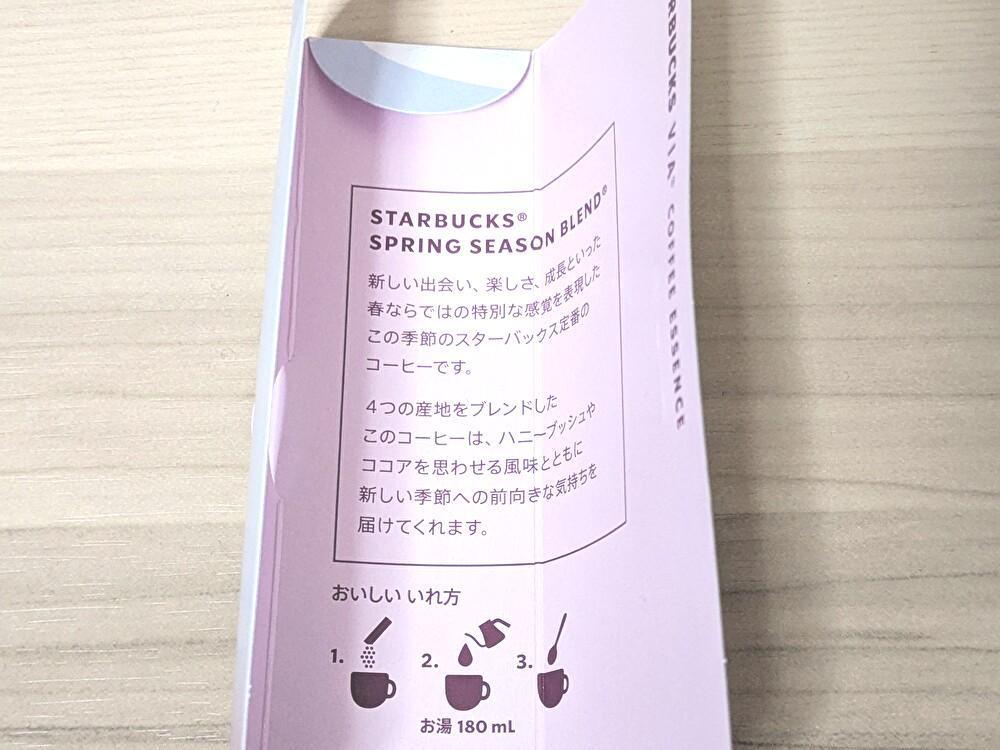 STARBUCKS®
SPRING SEASON BLEND®
新しい出会い、楽しさ、成長といった
春ならではの特別な感覚を表現した
この季節のスターバックス定番の
コーヒーです。
4つの産地をブレンドした
このコーヒーは、ハニーブッシュや
ココアを思わせる風味とともに
新しい季節への前向きな気持ちを
届けてくれます。
おいしい いれ方
1.
2.
3.
お湯 180 mL
RBUCKS VIA® COFFEE ESSENCE